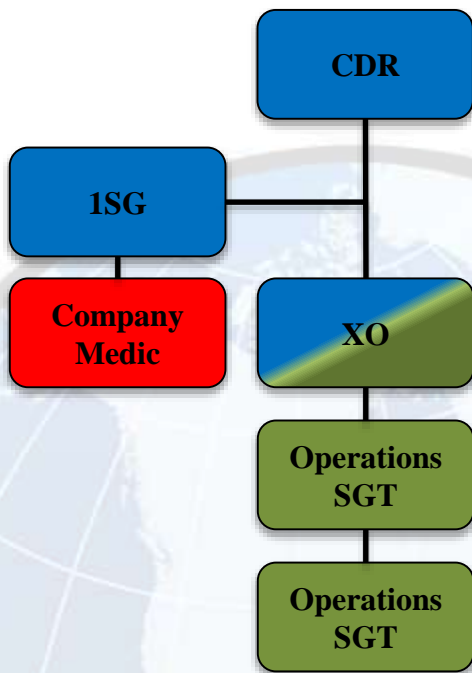 CDR
1SG
Company
Medic
XO
Operations
SGT
Operations
SGT